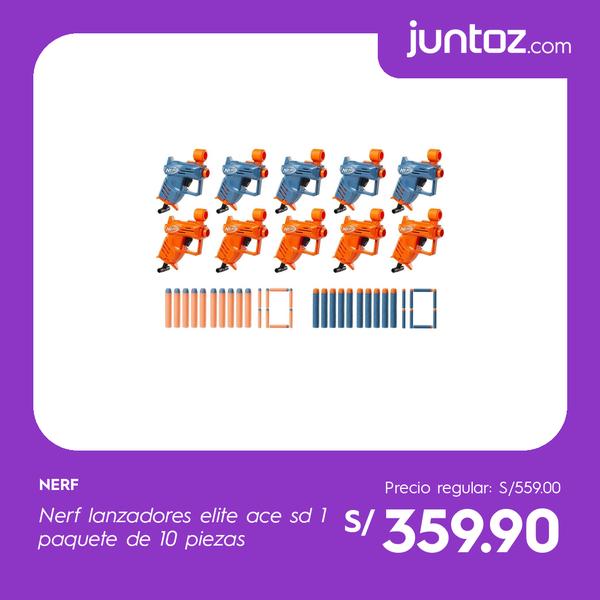 juntoz.com
NERF
Nerf lanzadores elite ace sd 1
paquete de 10 piezas
Precio regular: S/559.00
S/ 359.90